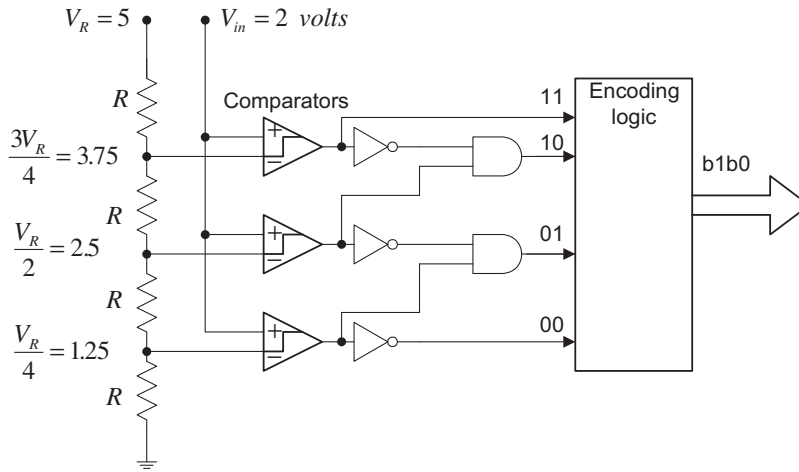 V_R = 5
V_in = 2 volts
R
Comparators
11
Encoding
logic
+
−
10
3V_R/4 = 3.75
b1b0
R
+
−
01
V_R/2 = 2.5
R
+
−
00
V_R/4 = 1.25
R